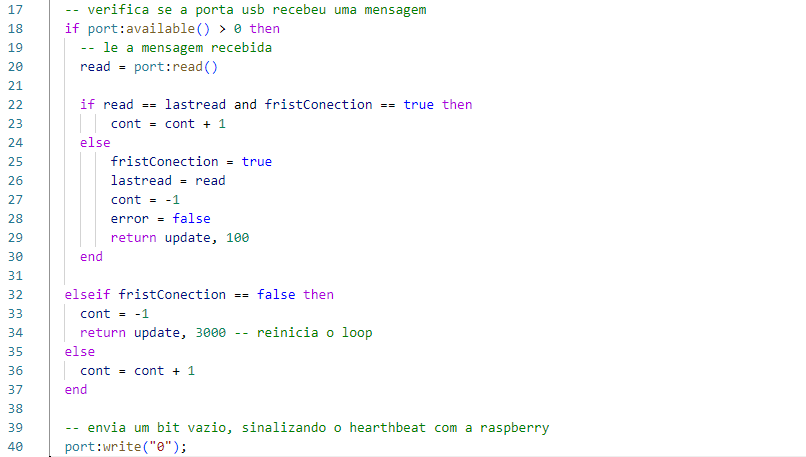 17 -- verifica se a porta usb recebeu uma mensagem
18 if port:available() > 0 then
19 -- le a mensagem recebida
20 read = port:read()
21
22 if read == lastread and fristConection == true then
23 cont = cont + 1
24 else
25 fristConection = true
26 lastread = read
27 cont = -1
28 error = false
29 return update, 100
30 end
31
32 elseif fristConection == false then
33 cont = -1
34 return update, 3000 -- reinicia o loop
35 else
36 cont = cont + 1
37 end
38
39 -- envia um bit vazio, sinalizando o hearthbeat com a raspberry
40 port:write("0");